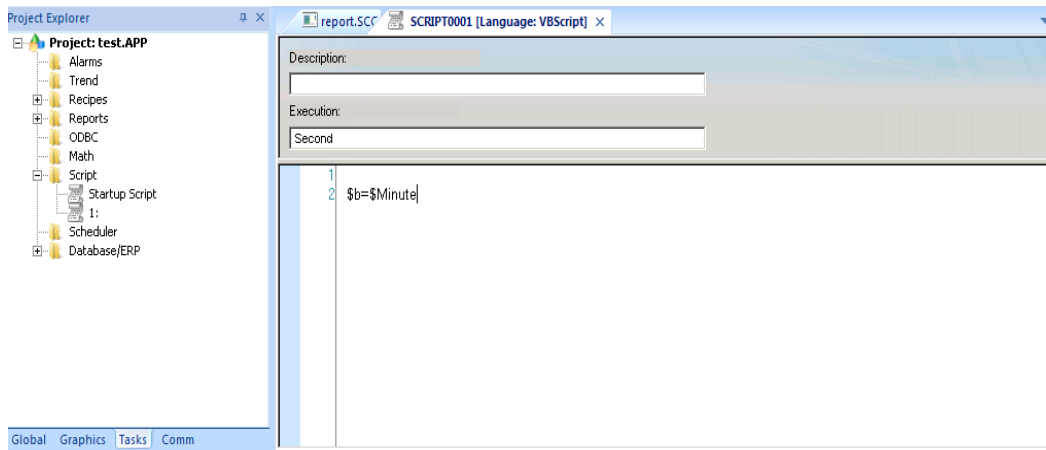 Project Explorer
Project: test.APP
Alarms
Trend
Recipes
Reports
ODBC
Math
Script
Startup Script
1:
Scheduler
Database/ERP
Global Graphics Tasks Comm
report.SCC SCRIPT0001 [Language: VBScript]
Description:
Execution:
Second
1
2 $b=$Minute